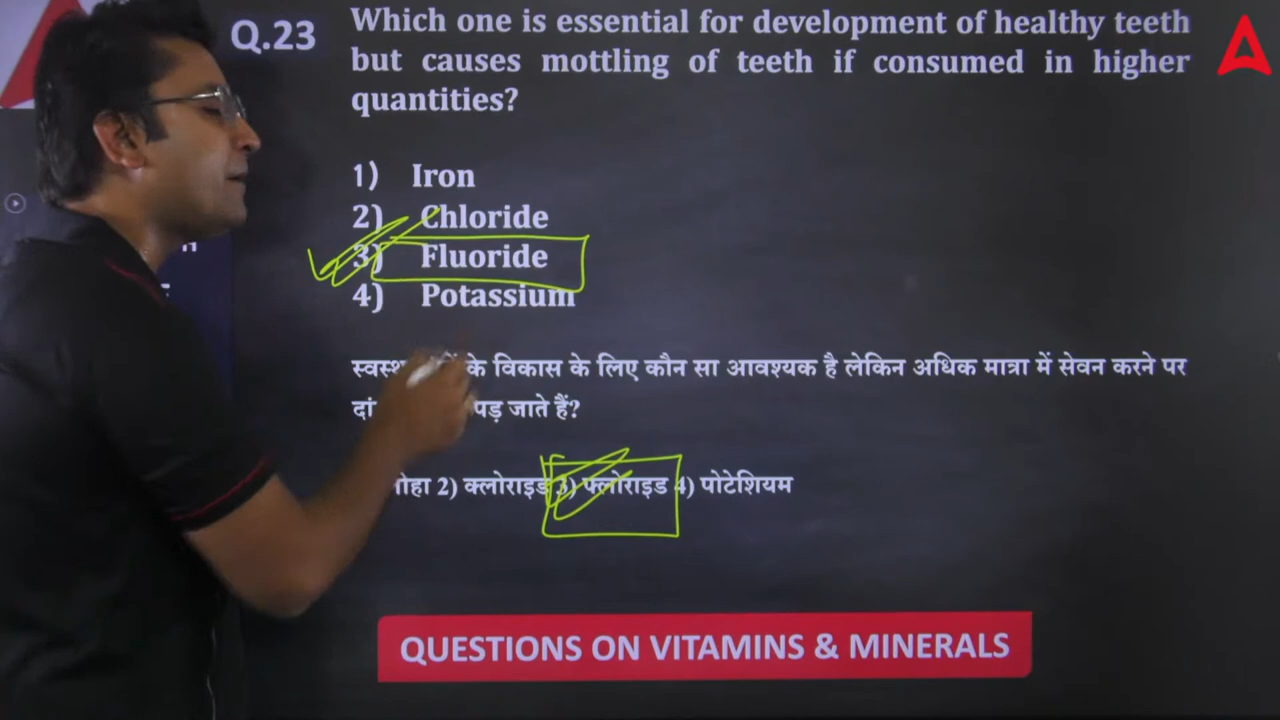 Q.23
Which one is essential for development of healthy teeth
but causes mottling of teeth if consumed in higher
quantities?
1) Iron
2) Chloride
3) Fluoride
4) Potassium
के विकास के लिए कौन सा आवश्यक है लेकिन अधिक मात्रा में सेवन करने पर
पड़ जाते हैं?
2) क्लोराइड 3) फ्लोराइड 4) पोटेशियम
QUESTIONS ON VITAMINS & MINERALS